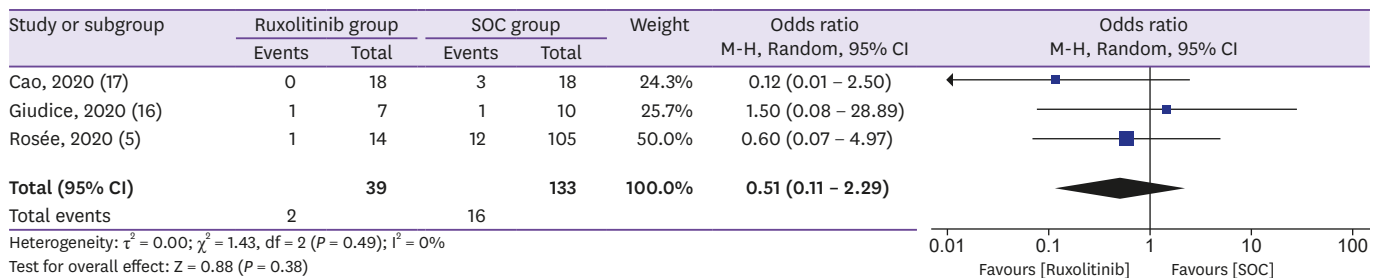 Study or subgroup Ruxolitinib group SOC group Weight Odds ratio Odds ratio
Events Total Events Total M-H, Random, 95% CI M-H, Random, 95% CI
Cao, 2020 (17) 0 18 3 18 24.3% 0.12 (0.01 – 2.50)
Giudice, 2020 (16) 1 7 1 10 25.7% 1.50 (0.08 – 28.89)
Rosée, 2020 (5) 1 14 12 105 50.0% 0.60 (0.07 – 4.97)
Total (95% CI) 39 133 100.0% 0.51 (0.11 – 2.29)
Total events 2 16
Heterogeneity: τ² = 0.00; χ² = 1.43, df = 2 (P = 0.49); I² = 0%
Test for overall effect: Z = 0.88 (P = 0.38)
0.01 0.1 1 10 100
Favours [Ruxolitinib] Favours [SOC]